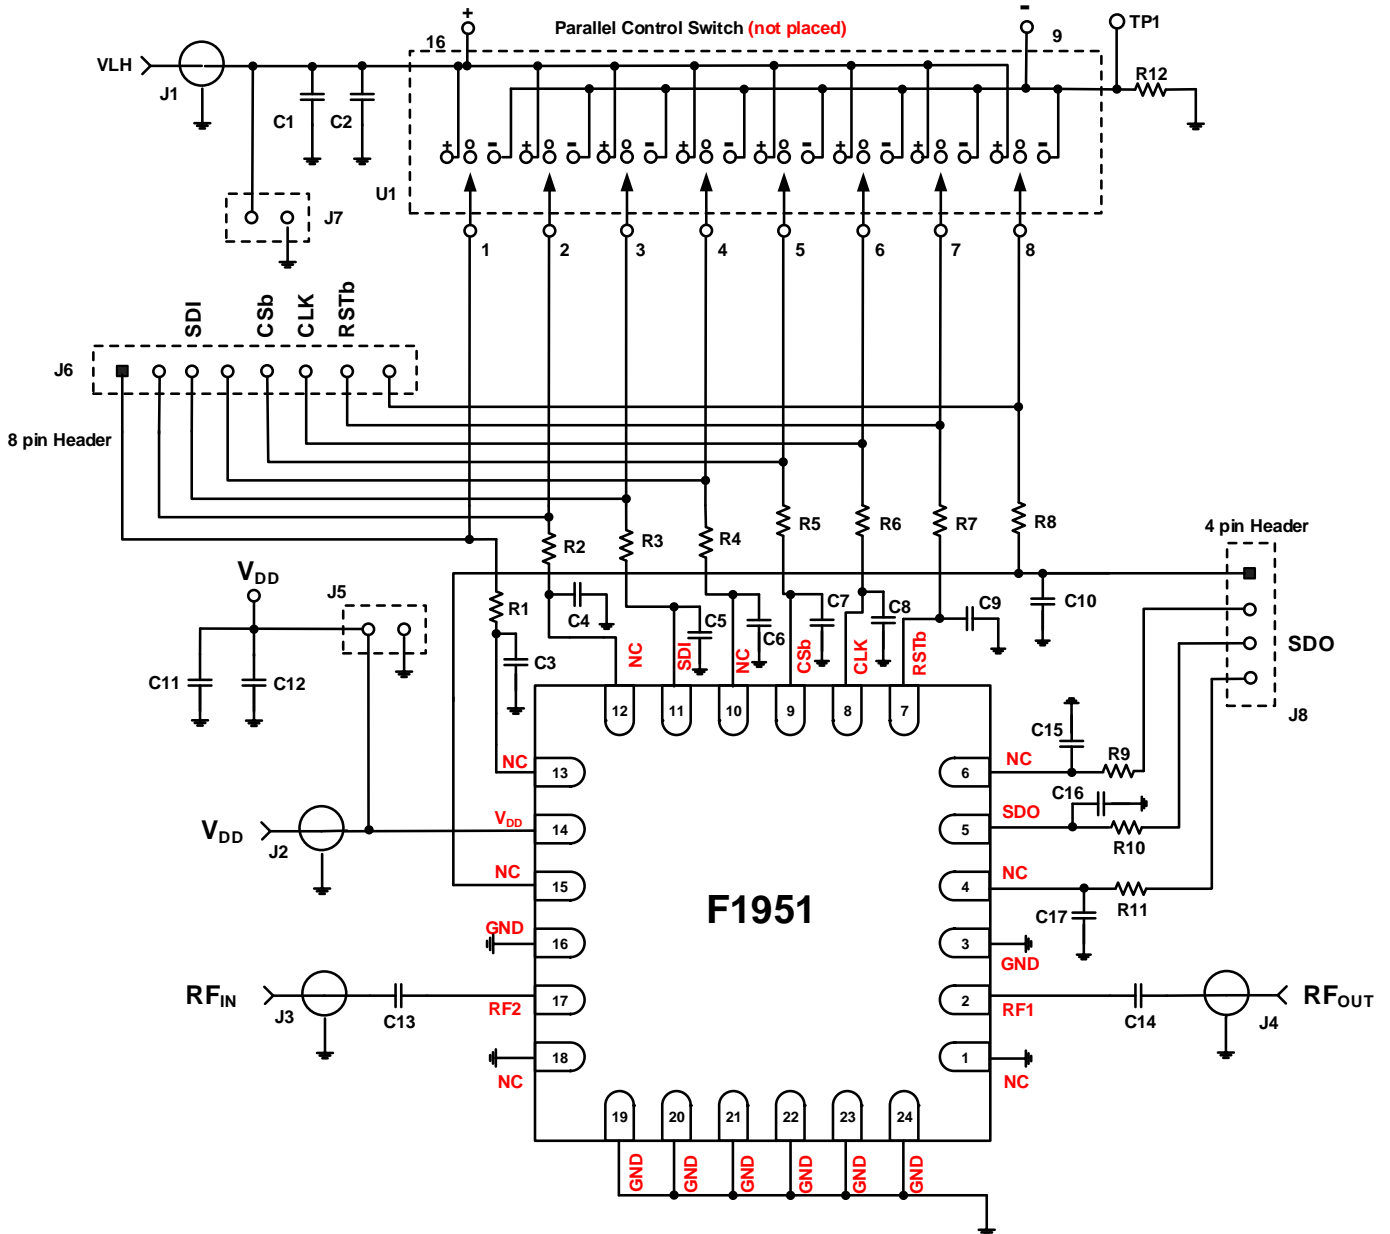 +
Parallel Control Switch (not placed)
-
TP1
16
9
VLH
J1
C1
C2
R12
+ o - + o - + o - + o - + o - + o - + o - + o -
U1
J7
1
2
3
4
5
6
7
8
SDI
CSb
CLK
RSTb
J6
8 pin Header
R2
R3
R4
R5
R6
R7
R8
4 pin Header
VDD
J5
R1
C4
C5
C6
C7
C8
C9
C10
C3
NC
SDI
NC
CSb
CLK
RSTb
SDO
C11
C12
12
11
10
9
8
7
J8
C15
NC
13
6
NC
R9
C16
VDD
J2
VDD
14
5
SDO
R10
NC
15
4
NC
R11
F1951
C17
GND
16
3
GND
RFIN
J3
C13
RF2
17
2
RF1
C14
J4
RFOUT
18
1
NC
NC
19
20
21
22
23
24
GND
GND
GND
GND
GND
GND